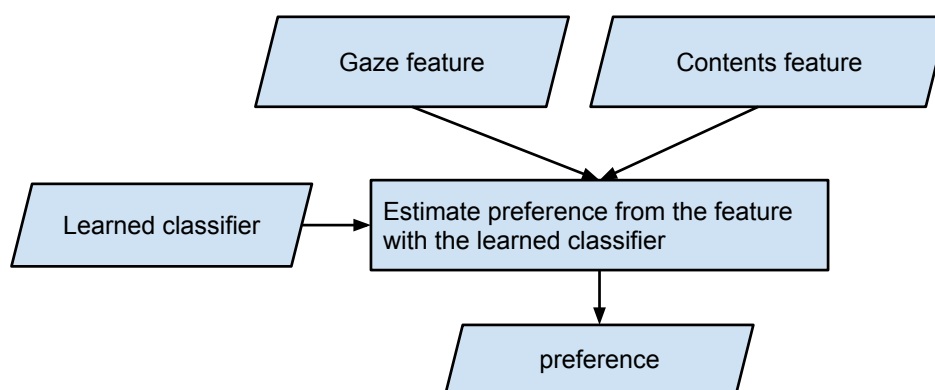 Gaze feature
Contents feature
Learned classifier
Estimate preference from the feature
with the learned classifier
preference